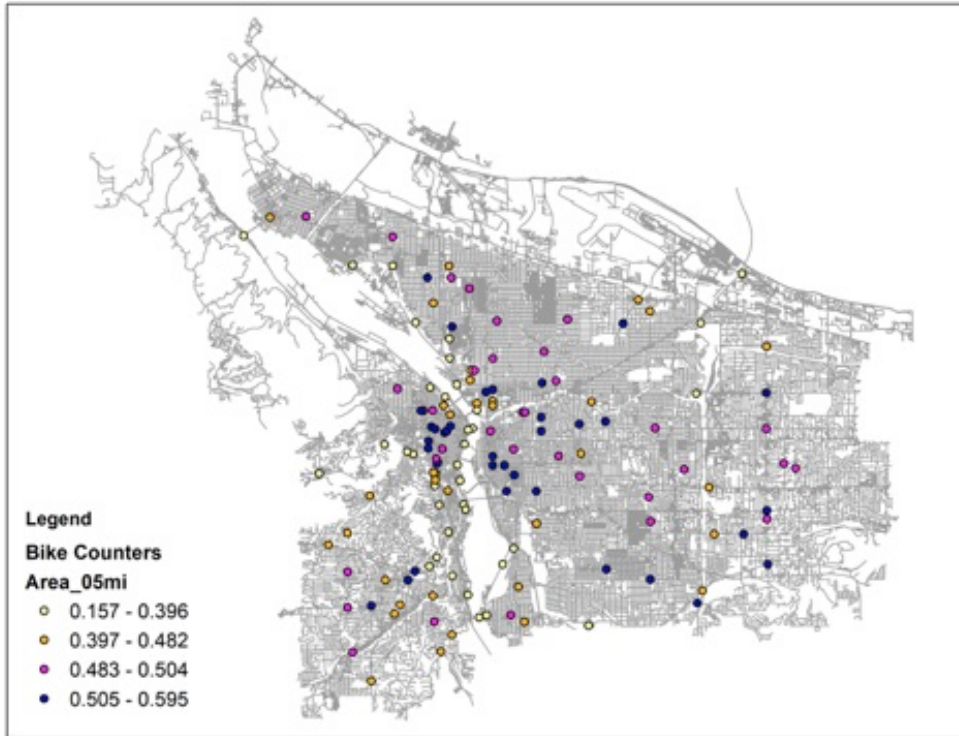 Legend
Bike Counters
Area_05mi
0.157 - 0.396
0.397 - 0.482
0.483 - 0.504
0.505 - 0.595